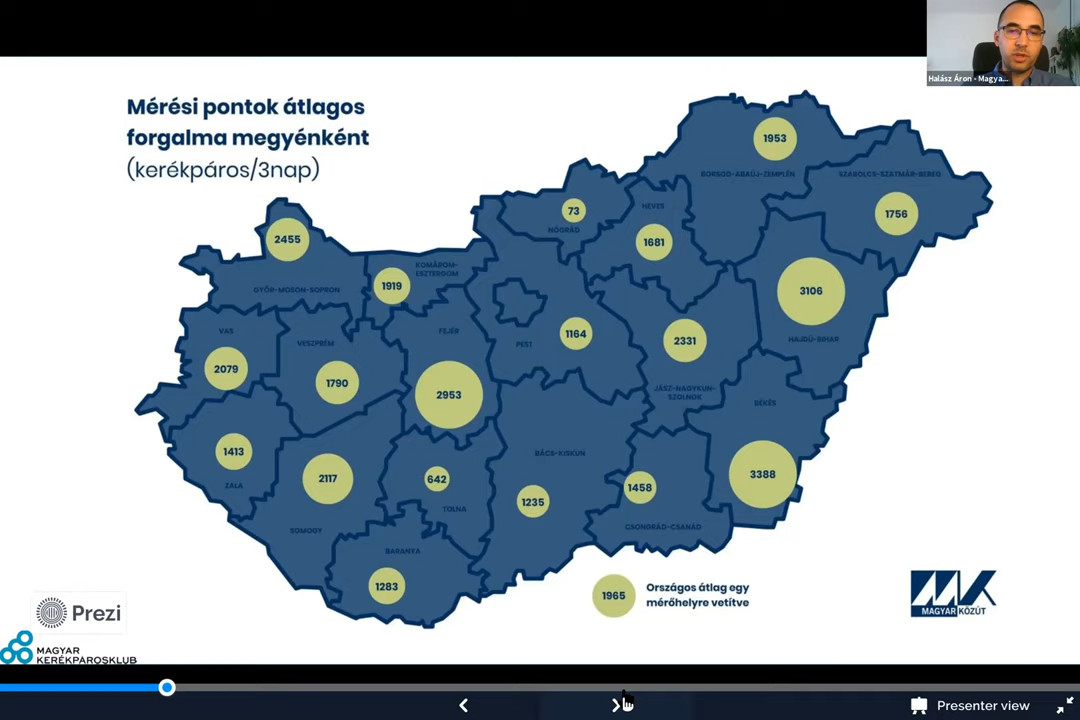 Halász Áron - Magya...
Mérési pontok átlagos
forgalma megyénként
(kerékpáros/3nap)
1953
BORSOD-ABAÚJ-ZEMPLÉN
SZABOLCS-SZATMÁR-BEREG
1756
73
NÓGRÁD
HEVES
1681
2455
GYŐR-MOSON-SOPRON
KOMÁROM-
ESZTERGOM
1919
3106
HAJDÚ-BIHAR
VAS
2079
VESZPRÉM
1790
FEJÉR
2953
PEST
1164
2331
JÁSZ-NAGYKUN-
SZOLNOK
BÉKÉS
3388
1413
ZALA
2117
SOMOGY
642
TOLNA
BÁCS-KISKUN
1235
1458
CSONGRÁD-CSANÁD
BARANYA
1283
1965
Országos átlag egy
mérőhelyre vetítve
MK
MAGYAR KÖZÚT
Prezi
MAGYAR
KERÉKPÁROSKLUB
Presenter view